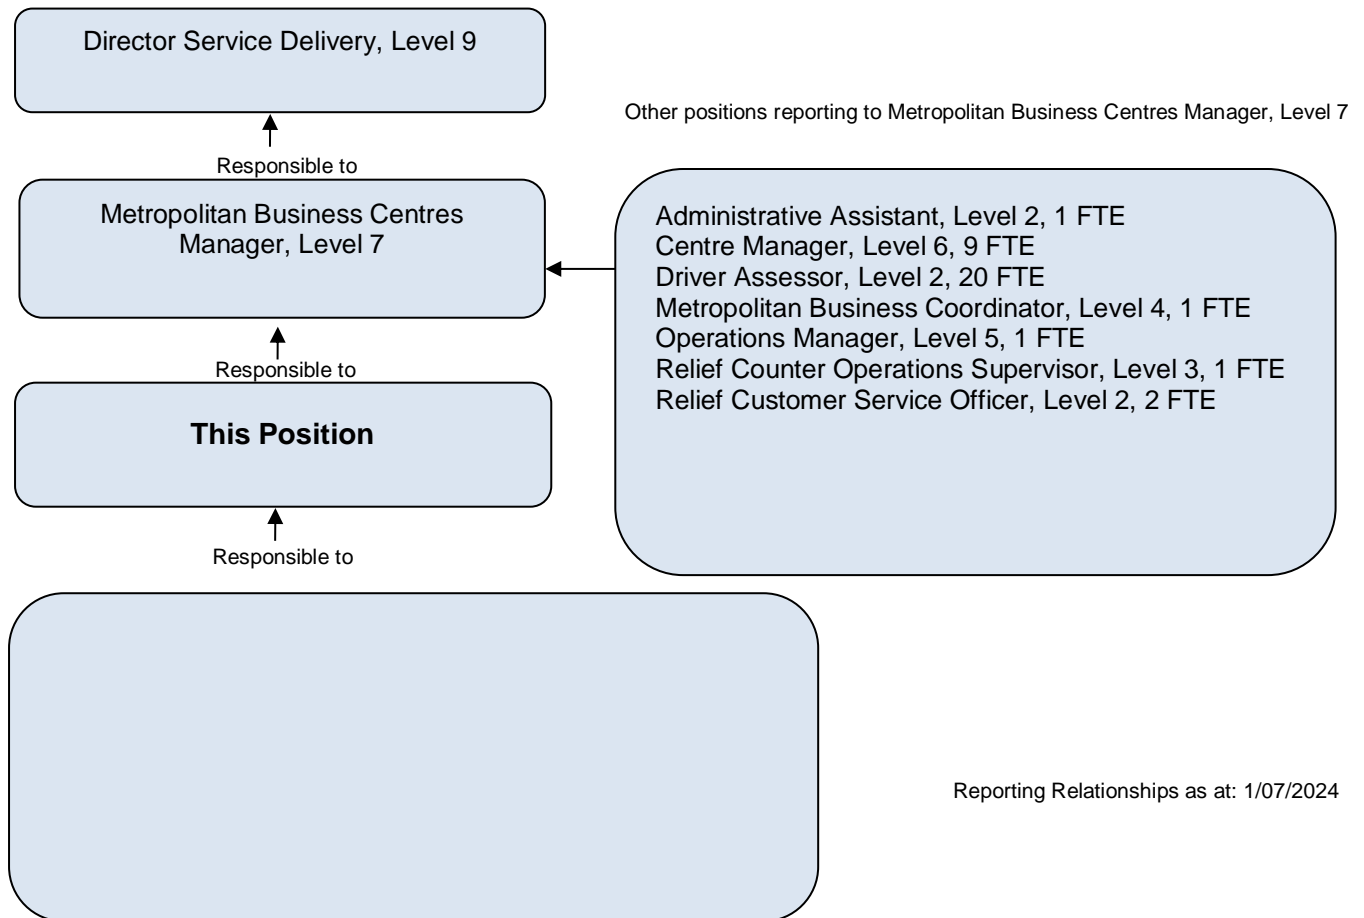 Director Service Delivery, Level 9
Other positions reporting to Metropolitan Business Centres Manager, Level 7
Responsible to
Metropolitan Business Centres
Manager, Level 7
Administrative Assistant, Level 2, 1 FTE
Centre Manager, Level 6, 9 FTE
Driver Assessor, Level 2, 20 FTE
Metropolitan Business Coordinator, Level 4, 1 FTE
Operations Manager, Level 5, 1 FTE
Relief Counter Operations Supervisor, Level 3, 1 FTE
Relief Customer Service Officer, Level 2, 2 FTE
Responsible to
This Position
Responsible to
Reporting Relationships as at: 1/07/2024